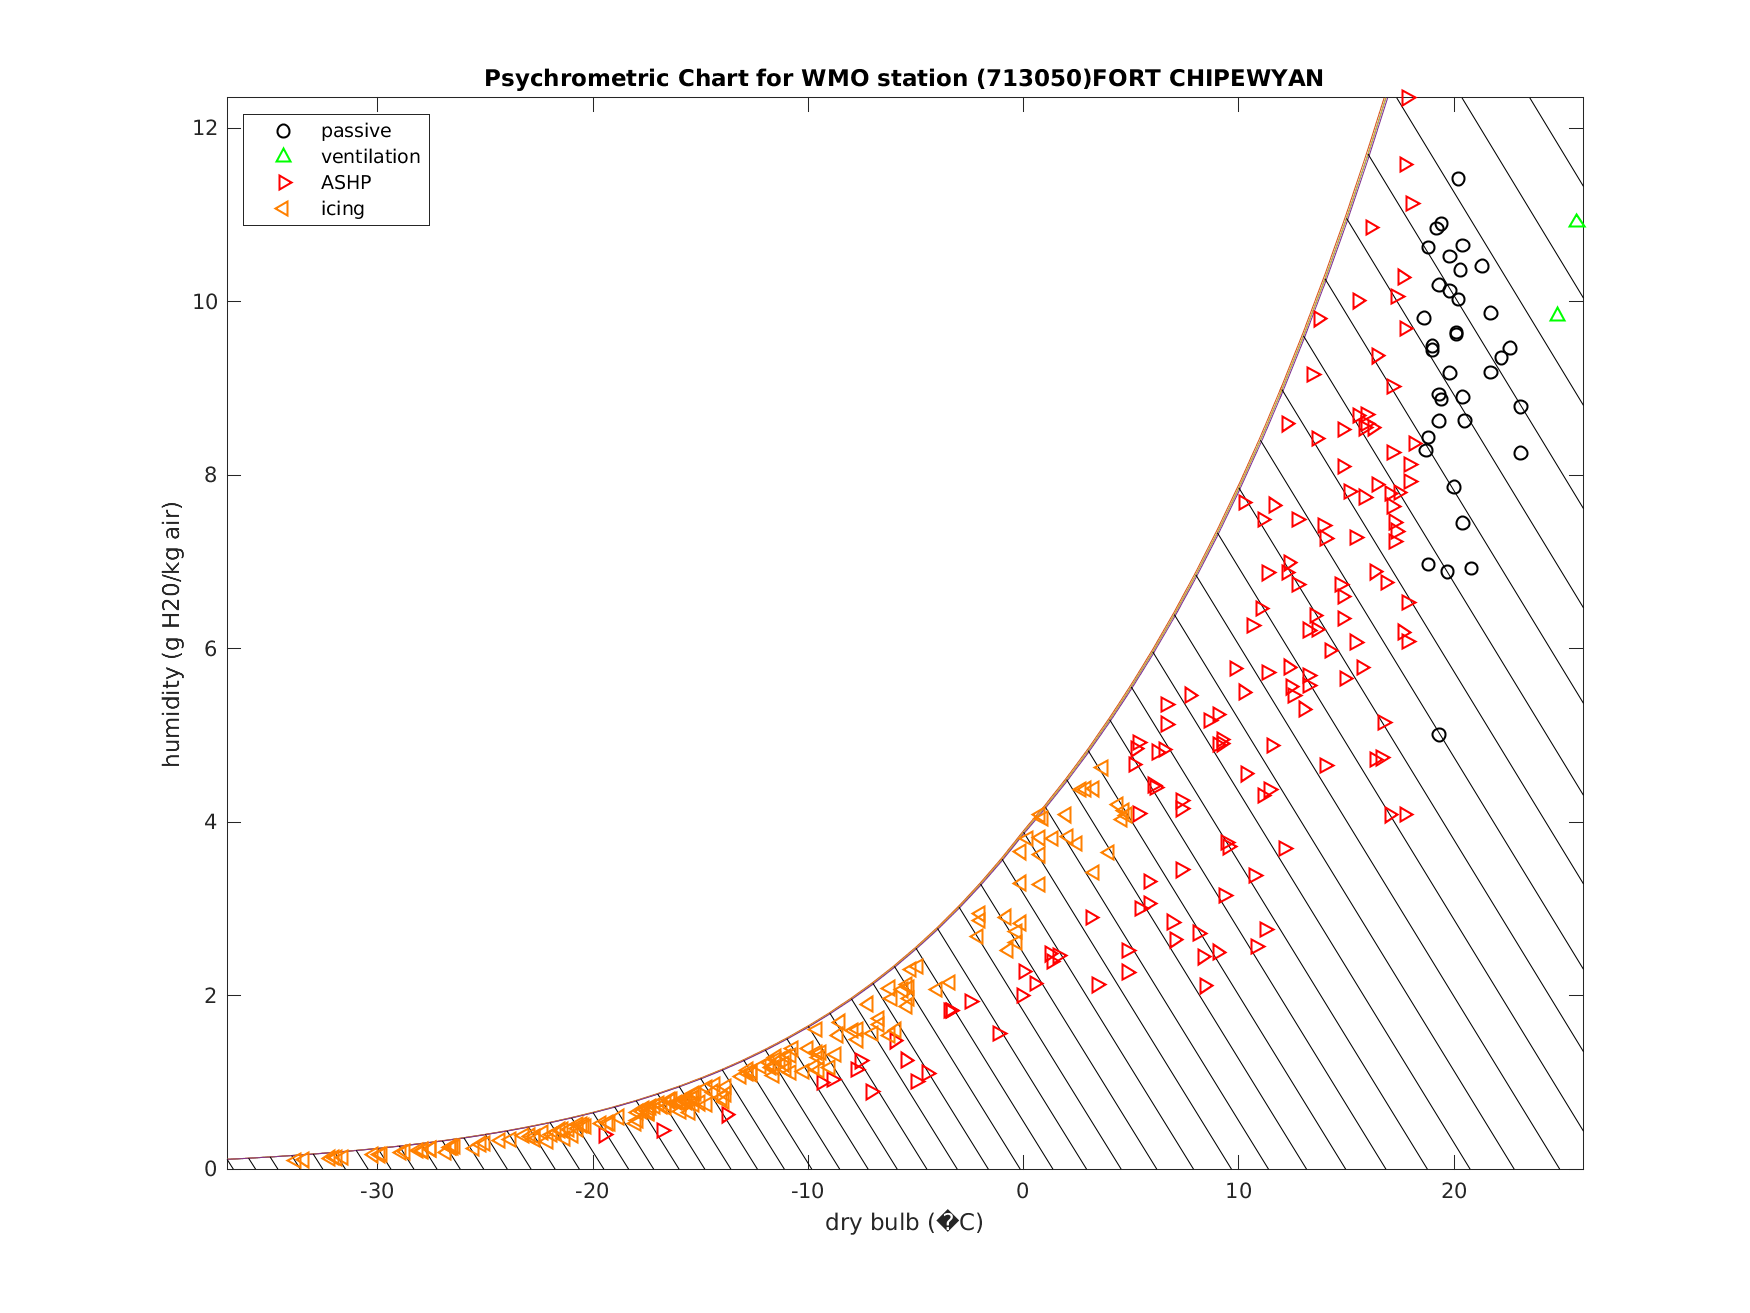 Psychrometric Chart for WMO station (713050)FORT CHIPEWYAN
passive
ventilation
ASHP
icing
12
10
8
6
4
2
0
humidity (g H20/kg air)
-30
-20
-10
0
10
20
dry bulb (�C)